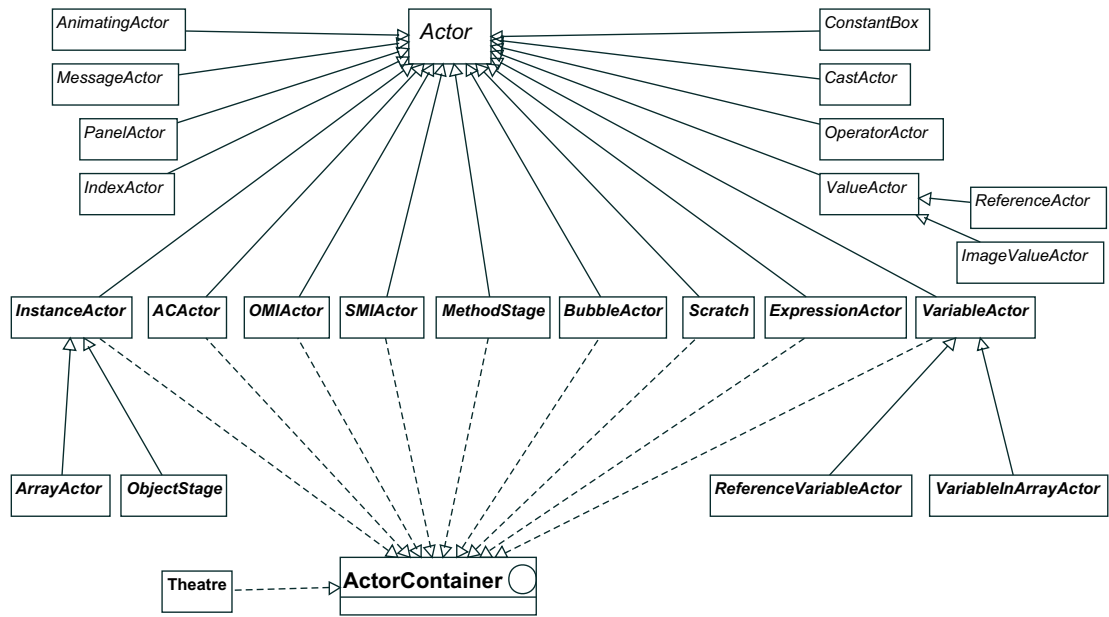 AnimatingActor
Actor
ConstantBox
MessageActor
CastActor
PanelActor
OperatorActor
IndexActor
ValueActor
ReferenceActor
ImageValueActor
InstanceActor
ACActor
OMIActor
SMIActor
MethodStage
BubbleActor
Scratch
ExpressionActor
VariableActor
ArrayActor
ObjectStage
ReferenceVariableActor
VariableInArrayActor
Theatre
ActorContainer